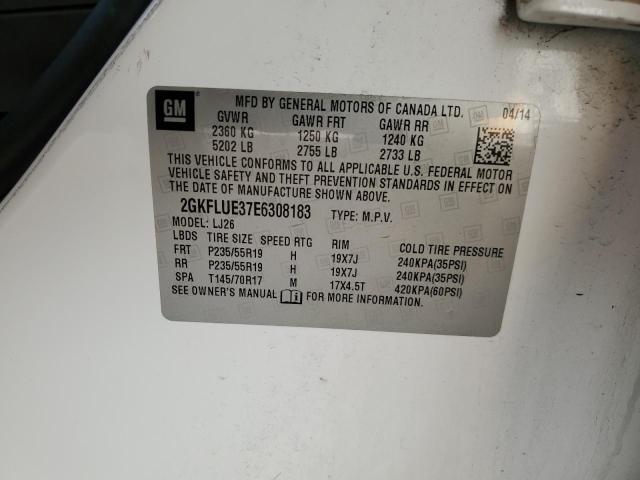 GM
MFD BY GENERAL MOTORS OF CANADA LTD. 04/14
GVWR GAWR FRT GAWR RR
2360 KG 1250 KG 1240 KG
5202 LB 2755 LB 2733 LB
THIS VEHICLE CONFORMS TO ALL APPLICABLE U.S. FEDERAL MOTOR
VEHICLE SAFETY AND THEFT PREVENTION STANDARDS IN EFFECT ON
THE DATE OF MANUFACTURE SHOWN ABOVE.
2GKFLUE37E6308183 TYPE: M.P.V.
MODEL: LJ26
LBDS TIRE SIZE SPEED RTG RIM COLD TIRE PRESSURE
FRT P235/55R19 H 19X7J 240KPA(35PSI)
RR P235/55R19 H 19X7J 240KPA(35PSI)
SPA T145/70R17 M 17X4.5T 420KPA(60PSI)
SEE OWNER'S MANUAL FOR MORE INFORMATION.